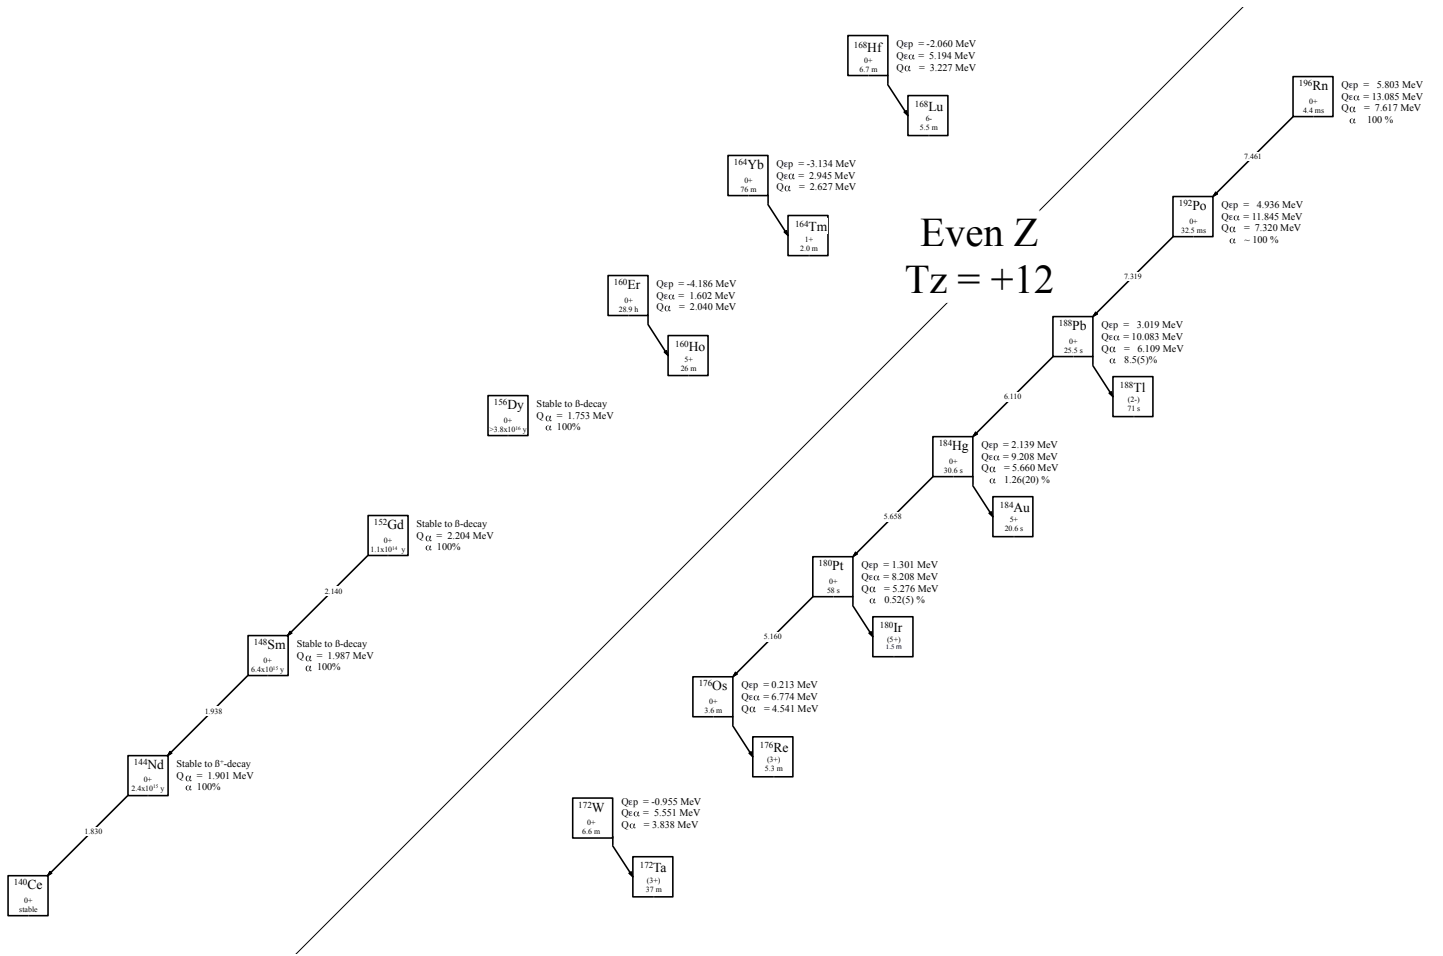 168Hf
0+
6.7 m
Qεp = -2.060 MeV
Qεα = 5.194 MeV
Qα = 3.227 MeV
168Lu
6-
5.5 m
196Rn
0+
4.4 ms
Qεp = 5.803 MeV
Qεα = 13.085 MeV
Qα = 7.617 MeV
α 100 %
7.461
164Yb
0+
76 m
Qεp = -3.134 MeV
Qεα = 2.945 MeV
Qα = 2.627 MeV
164Tm
1+
2.0 m
192Po
0+
32.5 ms
Qεp = 4.936 MeV
Qεα = 11.845 MeV
Qα = 7.320 MeV
α ~ 100 %
Even Z
Tz = +12
7.319
160Er
0+
28.9 h
Qεp = -4.186 MeV
Qεα = 1.602 MeV
Qα = 2.040 MeV
160Ho
5+
26 m
188Pb
0+
25.5 s
Qεp = 3.019 MeV
Qεα = 10.083 MeV
Qα = 6.109 MeV
α 8.5(5)%
188Tl
(2-)
71 s
6.110
156Dy
0+
>3.8x10¹⁶ y
Stable to ß-decay
Qα = 1.753 MeV
α 100%
184Hg
0+
30.6 s
Qεp = 2.139 MeV
Qεα = 9.208 MeV
Qα = 5.660 MeV
α 1.26(20) %
184Au
5+
20.6 s
5.658
152Gd
0+
1.1x10¹⁴ y
Stable to ß-decay
Qα = 2.204 MeV
α 100%
2.140
180Pt
0+
58 s
Qεp = 1.301 MeV
Qεα = 8.208 MeV
Qα = 5.276 MeV
α 0.52(5) %
180Ir
(5+)
1.5 m
5.160
148Sm
0+
6.4x10¹⁵ y
Stable to ß-decay
Qα = 1.987 MeV
α 100%
1.938
176Os
0+
3.6 m
Qεp = 0.213 MeV
Qεα = 6.774 MeV
Qα = 4.541 MeV
176Re
(3+)
5.3 m
144Nd
0+
2.4x10¹⁵ y
Stable to ß⁺-decay
Qα = 1.901 MeV
α 100%
1.830
172W
0+
6.6 m
Qεp = -0.955 MeV
Qεα = 5.551 MeV
Qα = 3.838 MeV
172Ta
(3+)
37 m
140Ce
0+
stable